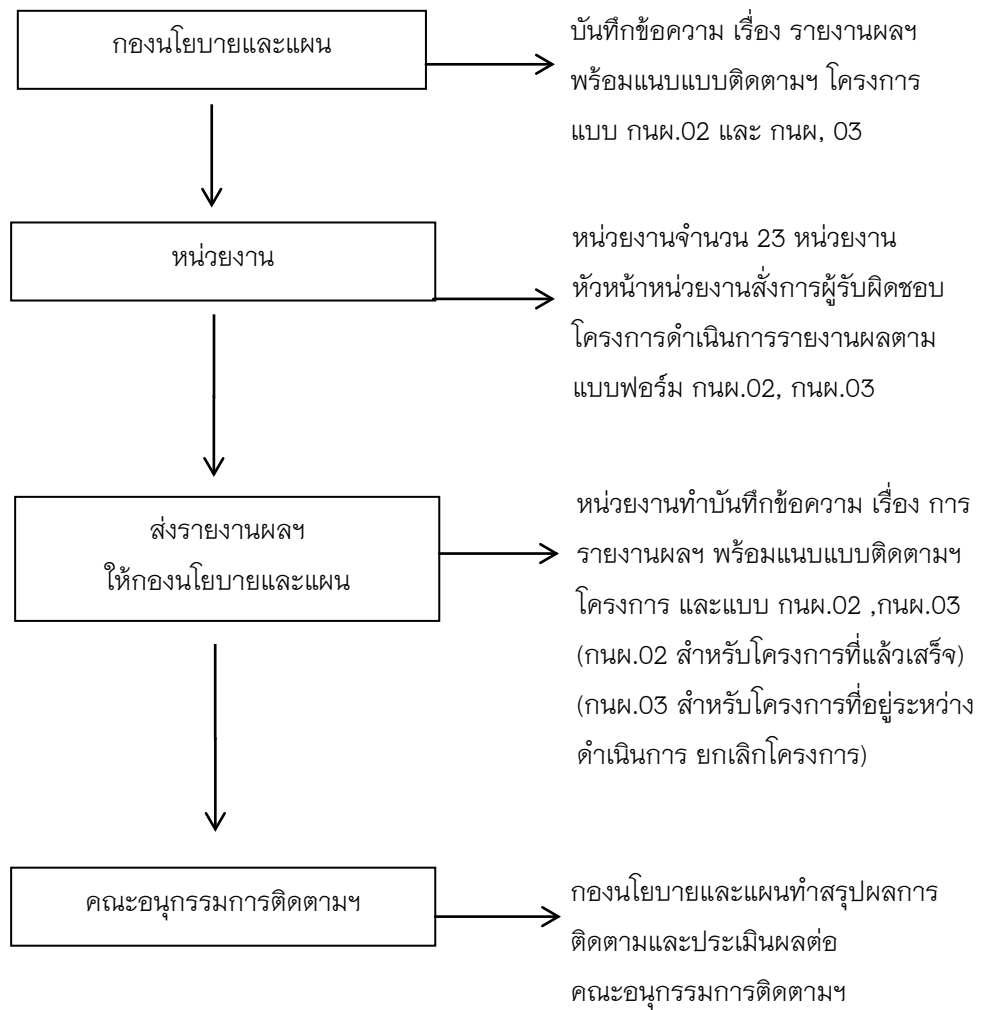 กองนโยบายและแผน
บันทึกข้อความ เรื่อง รายงานผลฯ
พร้อมแนบแบบติดตามฯ โครงการ
แบบ กนผ.02 และ กนผ, 03
หน่วยงาน
หน่วยงานจำนวน 23 หน่วยงาน
หัวหน้าหน่วยงานสั่งการผู้รับผิดชอบ
โครงการดำเนินการรายงานผลตาม
แบบฟอร์ม กนผ.02, กนผ.03
ส่งรายงานผลฯ
ให้กองนโยบายและแผน
หน่วยงานทำบันทึกข้อความ เรื่อง การ
รายงานผลฯ พร้อมแนบแบบติดตามฯ
โครงการ และแบบ กนผ.02 ,กนผ.03
(กนผ.02 สำหรับโครงการที่แล้วเสร็จ)
(กนผ.03 สำหรับโครงการที่อยู่ระหว่าง
ดำเนินการ ยกเลิกโครงการ)
คณะอนุกรรมการติดตามฯ
กองนโยบายและแผนทำสรุปผลการ
ติดตามและประเมินผลต่อ
คณะอนุกรรมการติดตามฯ